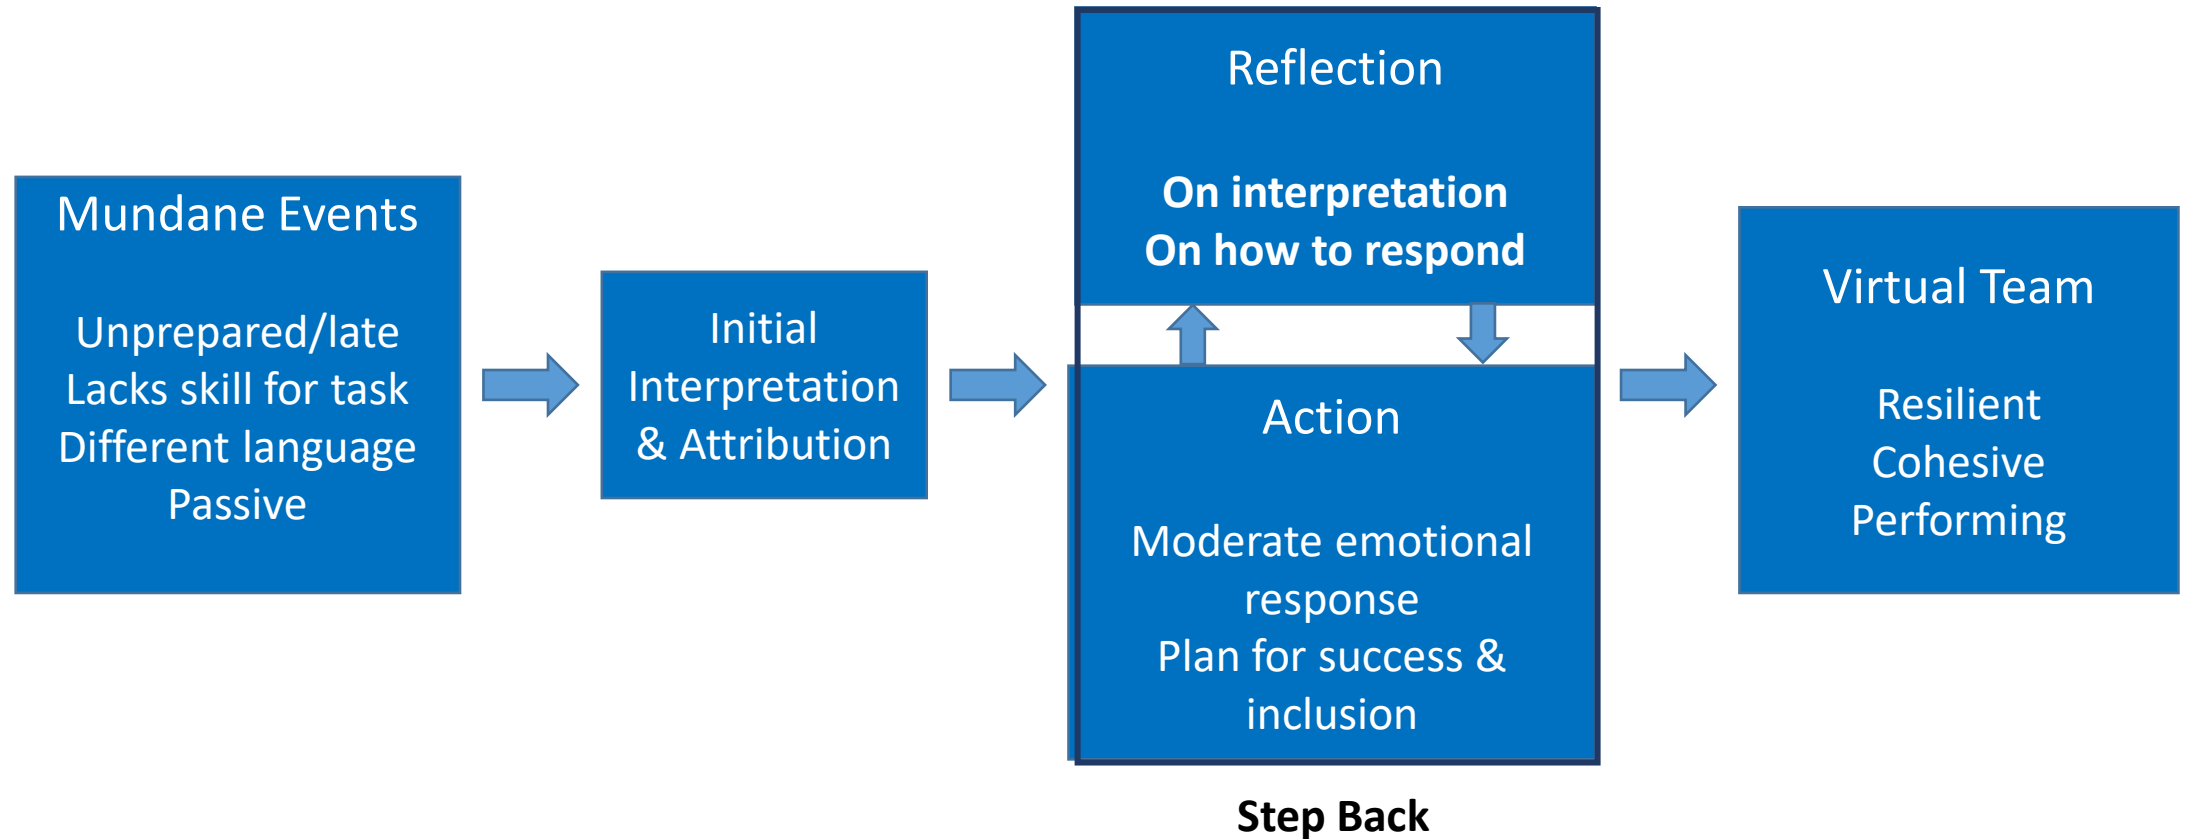 Mundane Events
Unprepared/late
Lacks skill for task
Different language
Passive
Initial
Interpretation
& Attribution
Reflection
On interpretation
On how to respond
Action
Moderate emotional
response
Plan for success &
inclusion
Step Back
Virtual Team
Resilient
Cohesive
Performing